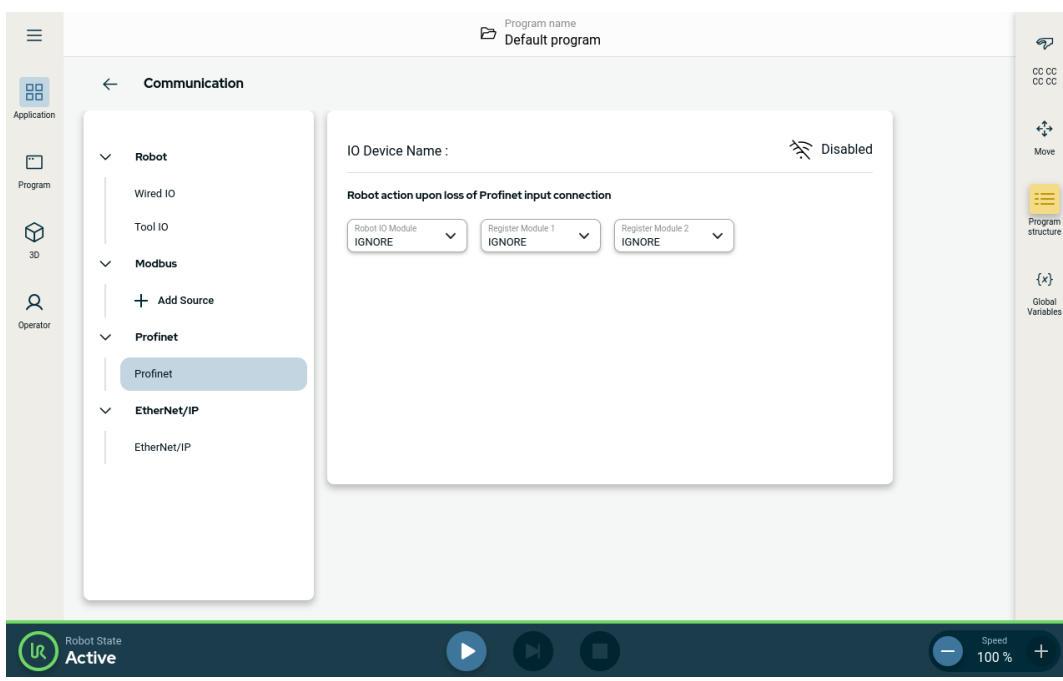 Program name
Default program
Communication
Application
Program
3D
Operator
Robot
Wired IO
Tool IO
Modbus
Add Source
Profinet
Profinet
EtherNet/IP
EtherNet/IP
IO Device Name :
Disabled
Robot action upon loss of Profinet input connection
Robot IO Module
IGNORE
Register Module 1
IGNORE
Register Module 2
IGNORE
CC CC
CC CC
Move
Program
structure
{x}
Global
Variables
UR
Robot State
Active
Speed
100 %